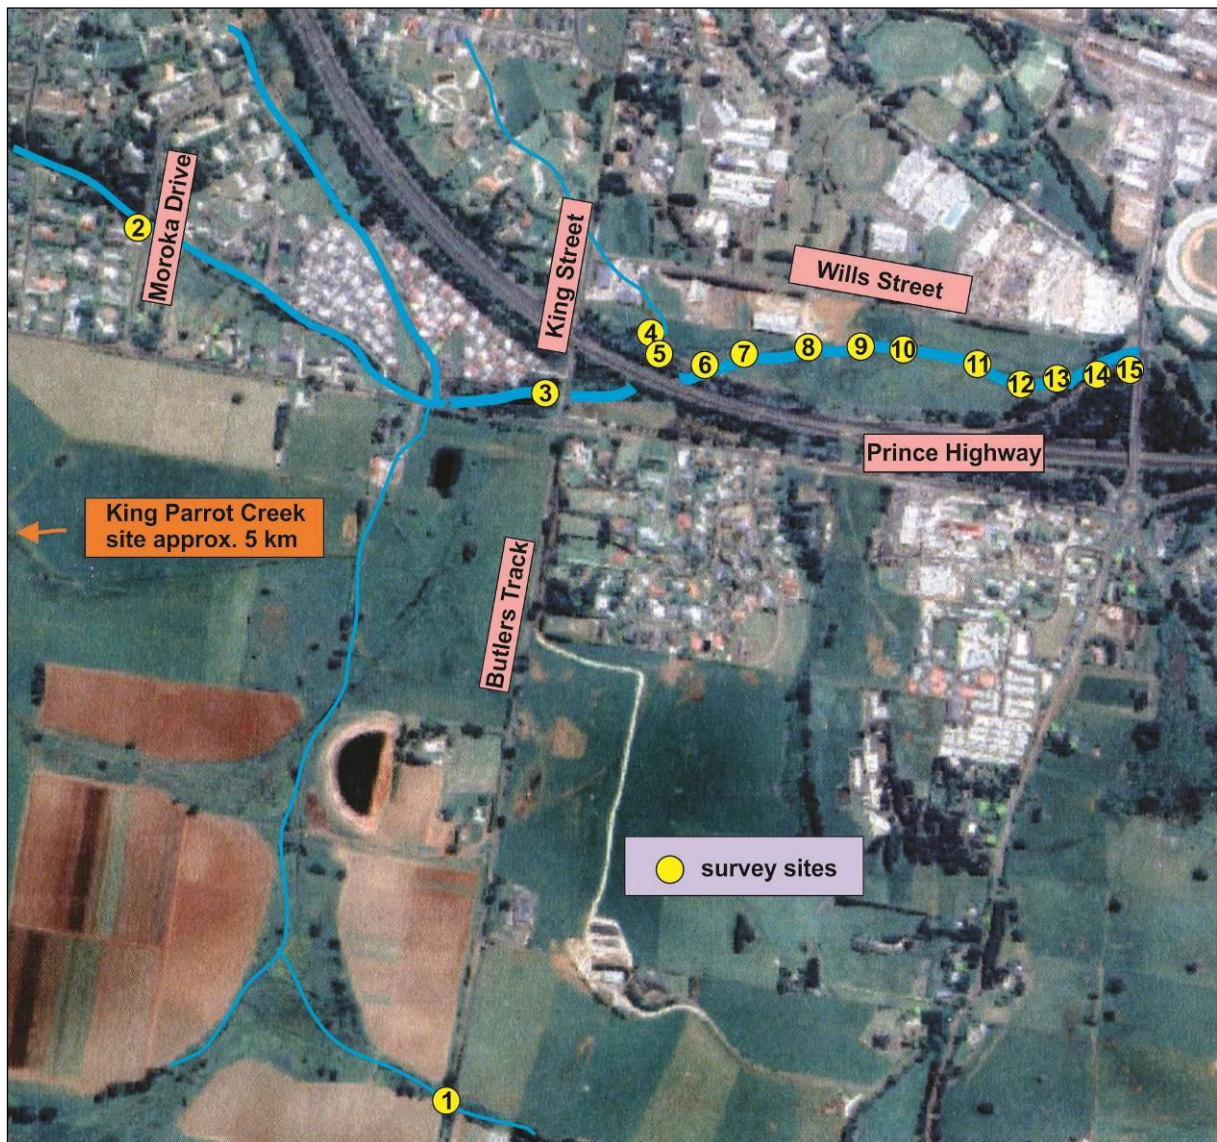 2
Moroka Drive
King Street
Wills Street
4
5
6
7
8
9
10
11
12
13
14
15
3
Prince Highway
King Parrot Creek
site approx. 5 km
Butlers Track
survey sites
1